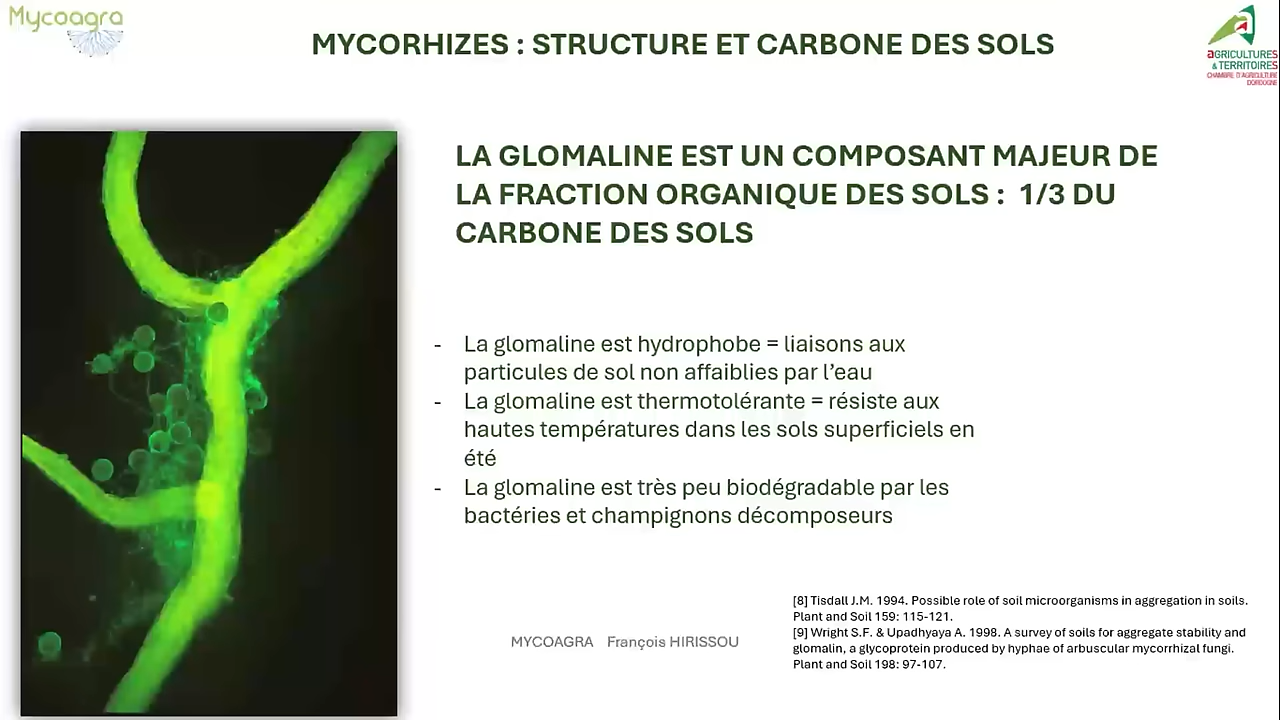 Mycoagra
MYCORHIZES : STRUCTURE ET CARBONE DES SOLS
aGRICULTURES
& TERRITOIRES
CHAMBRE D'AGRICULTURE
DORDOGNE
LA GLOMALINE EST UN COMPOSANT MAJEUR DE
LA FRACTION ORGANIQUE DES SOLS : 1/3 DU
CARBONE DES SOLS
- La glomaline est hydrophobe = liaisons aux
particules de sol non affaiblies par l'eau
- La glomaline est thermotolérante = résiste aux
hautes températures dans les sols superficiels en
été
- La glomaline est très peu biodégradable par les
bactéries et champignons décomposeurs
[8] Tisdall J.M. 1994. Possible role of soil microorganisms in aggregation in soils.
Plant and Soil 159: 115-121.
[9] Wright S.F. & Upadhyaya A. 1998. A survey of soils for aggregate stability and
glomalin, a glycoprotein produced by hyphae of arbuscular mycorrhizal fungi.
Plant and Soil 198: 97-107.
MYCOAGRA François HIRISSOU